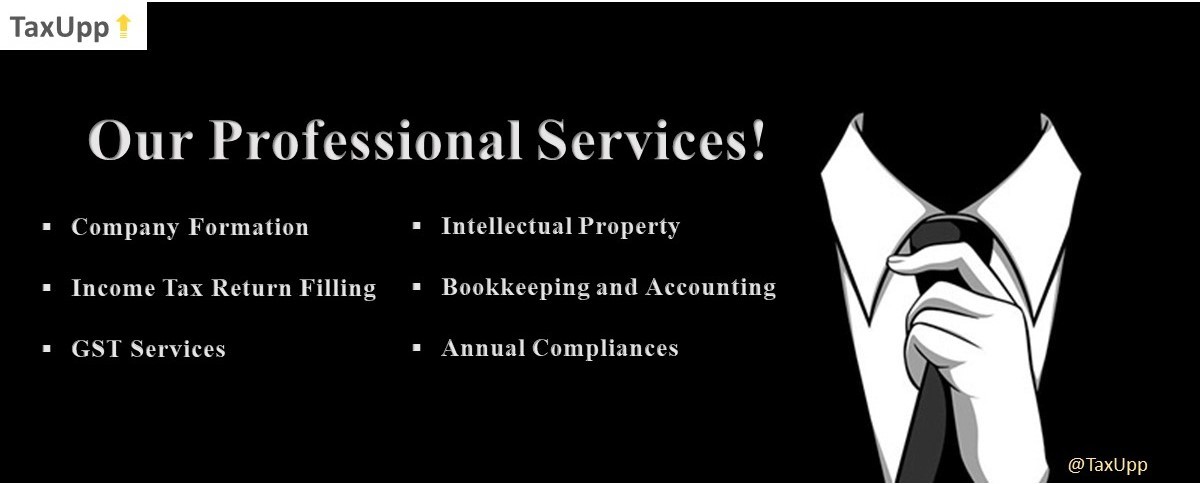 TaxUpp
Our Professional Services!
▪ Company Formation
▪ Income Tax Return Filling
▪ GST Services
▪ Intellectual Property
▪ Bookkeeping and Accounting
▪ Annual Compliances
@TaxUpp